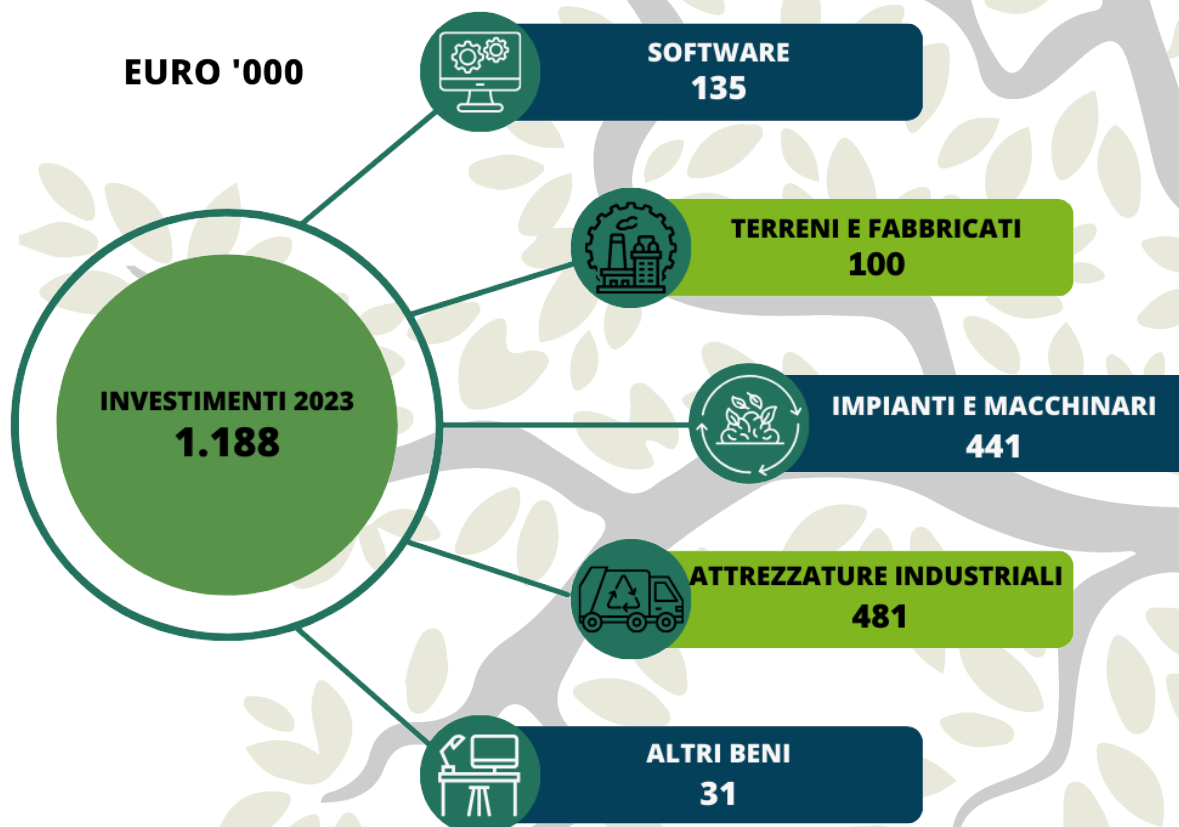 EURO '000
SOFTWARE
135
TERRENI E FABBRICATI
100
INVESTIMENTI 2023
1.188
IMPIANTI E MACCHINARI
441
ATTREZZATURE INDUSTRIALI
481
ALTRI BENI
31